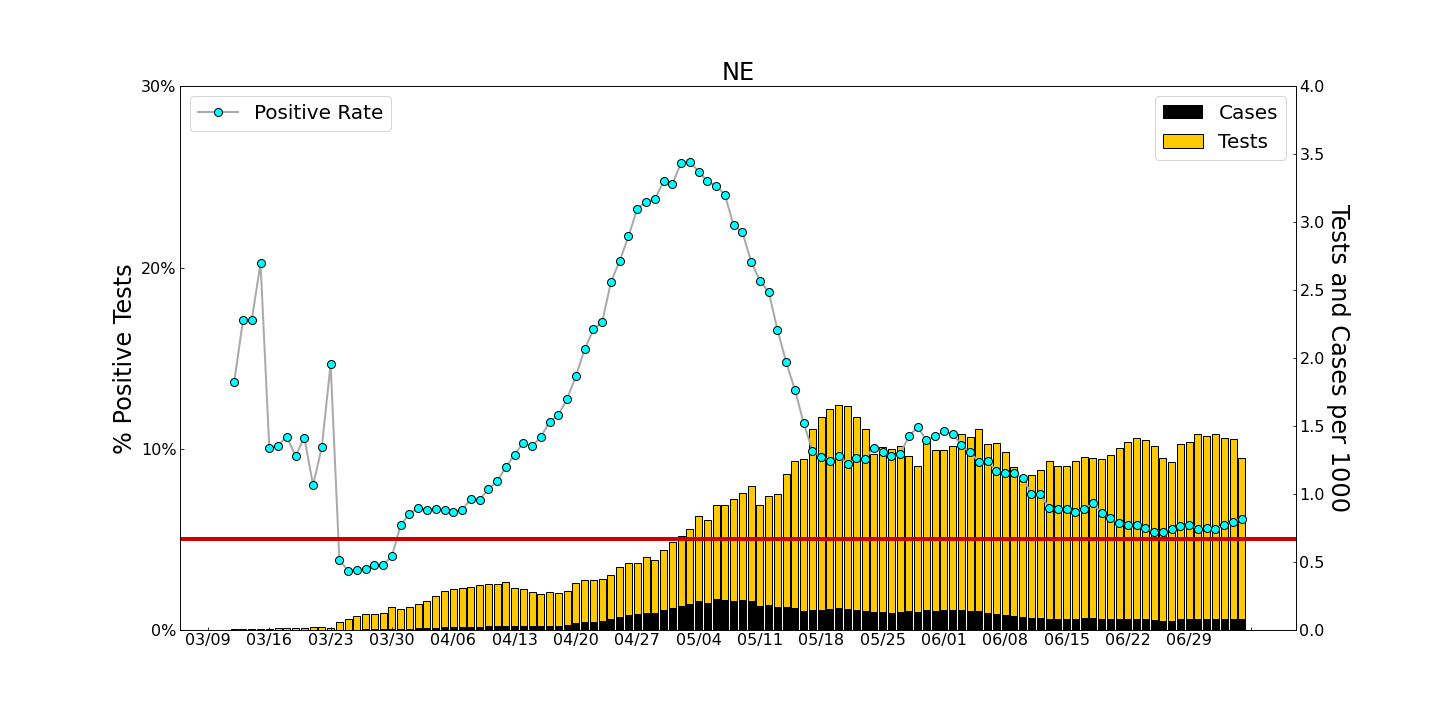 NE
30%
20%
10%
0%
% Positive Tests
Positive Rate
Cases
Tests
4.0
3.5
3.0
2.5
2.0
1.5
1.0
0.5
0.0
Tests and Cases per 1000
03/09 03/16 03/23 03/30 04/06 04/13 04/20 04/27 05/04 05/11 05/18 05/25 06/01 06/08 06/15 06/22 06/29